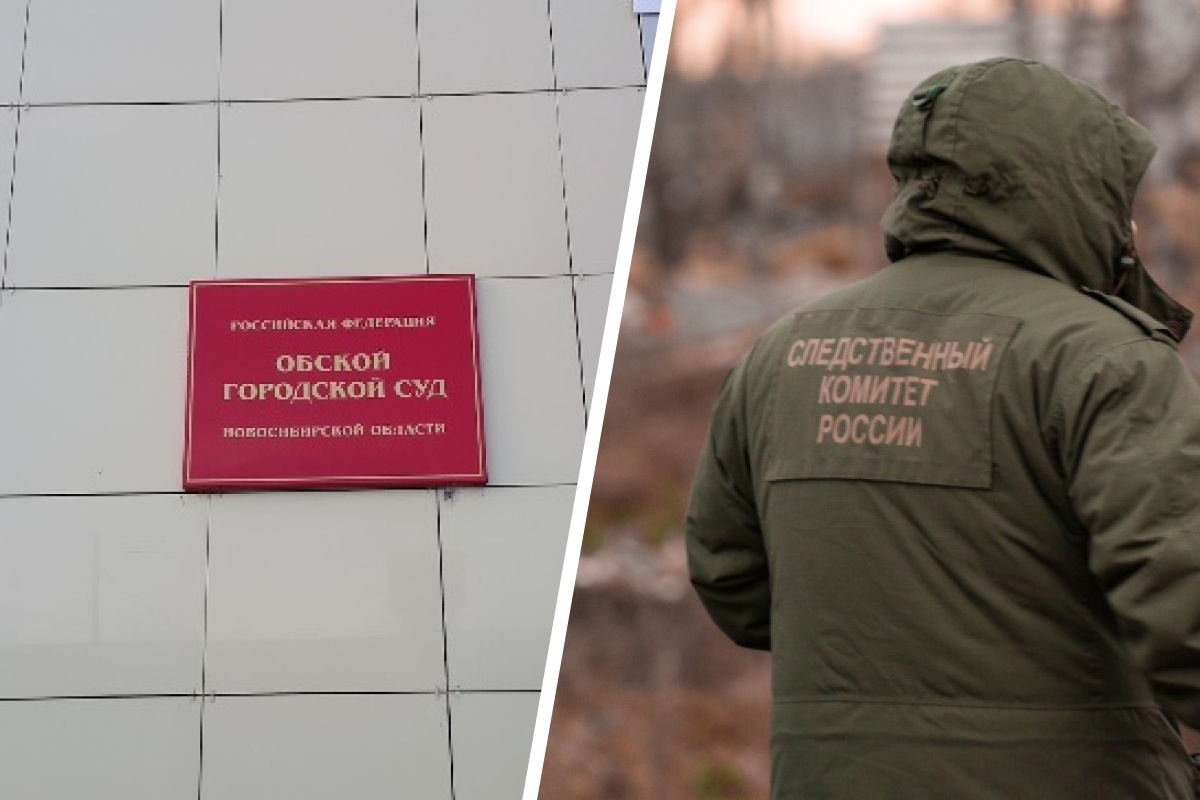 РОССИЙСКАЯ ФЕДЕРАЦИЯ
ОБСКОЙ
ГОРОДСКОЙ СУД
НОВОСИБИРСКОЙ ОБЛАСТИ
СЛЕДСТВЕННЫЙ
КОМИТЕТ
РОССИИ